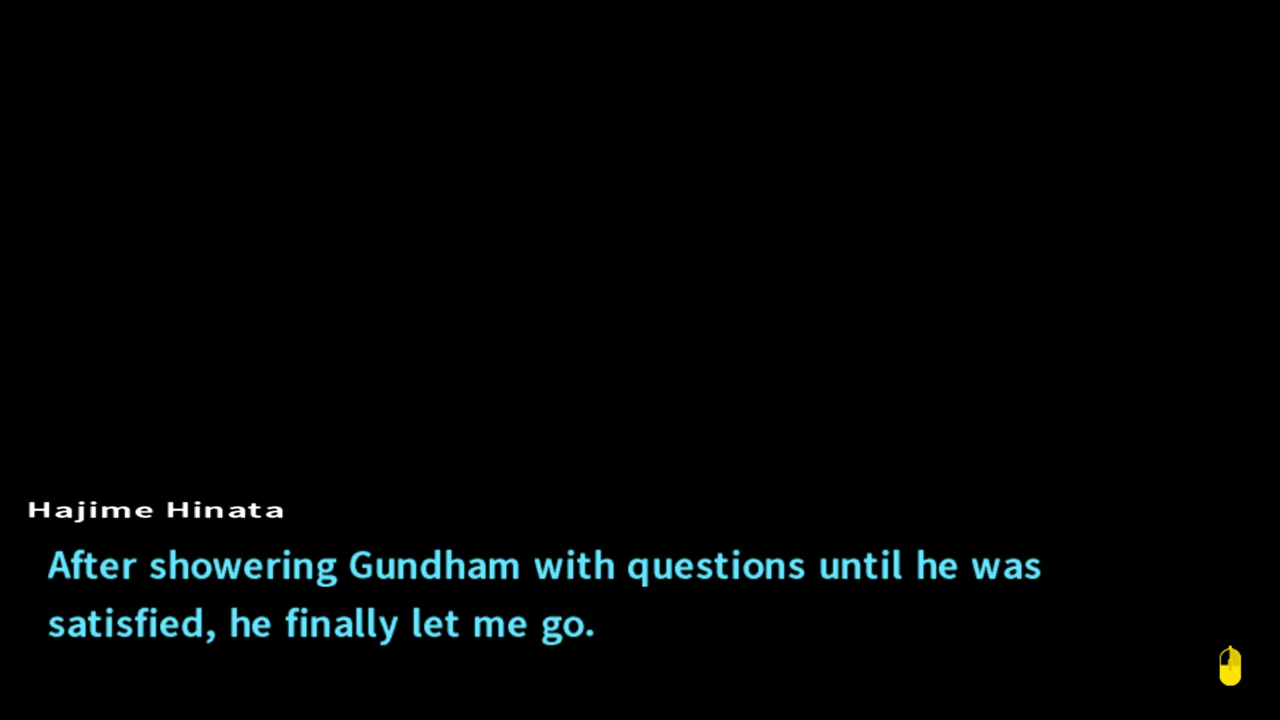 Hajime Hinata
After showering Gundham with questions until he was
satisfied, he finally let me go.